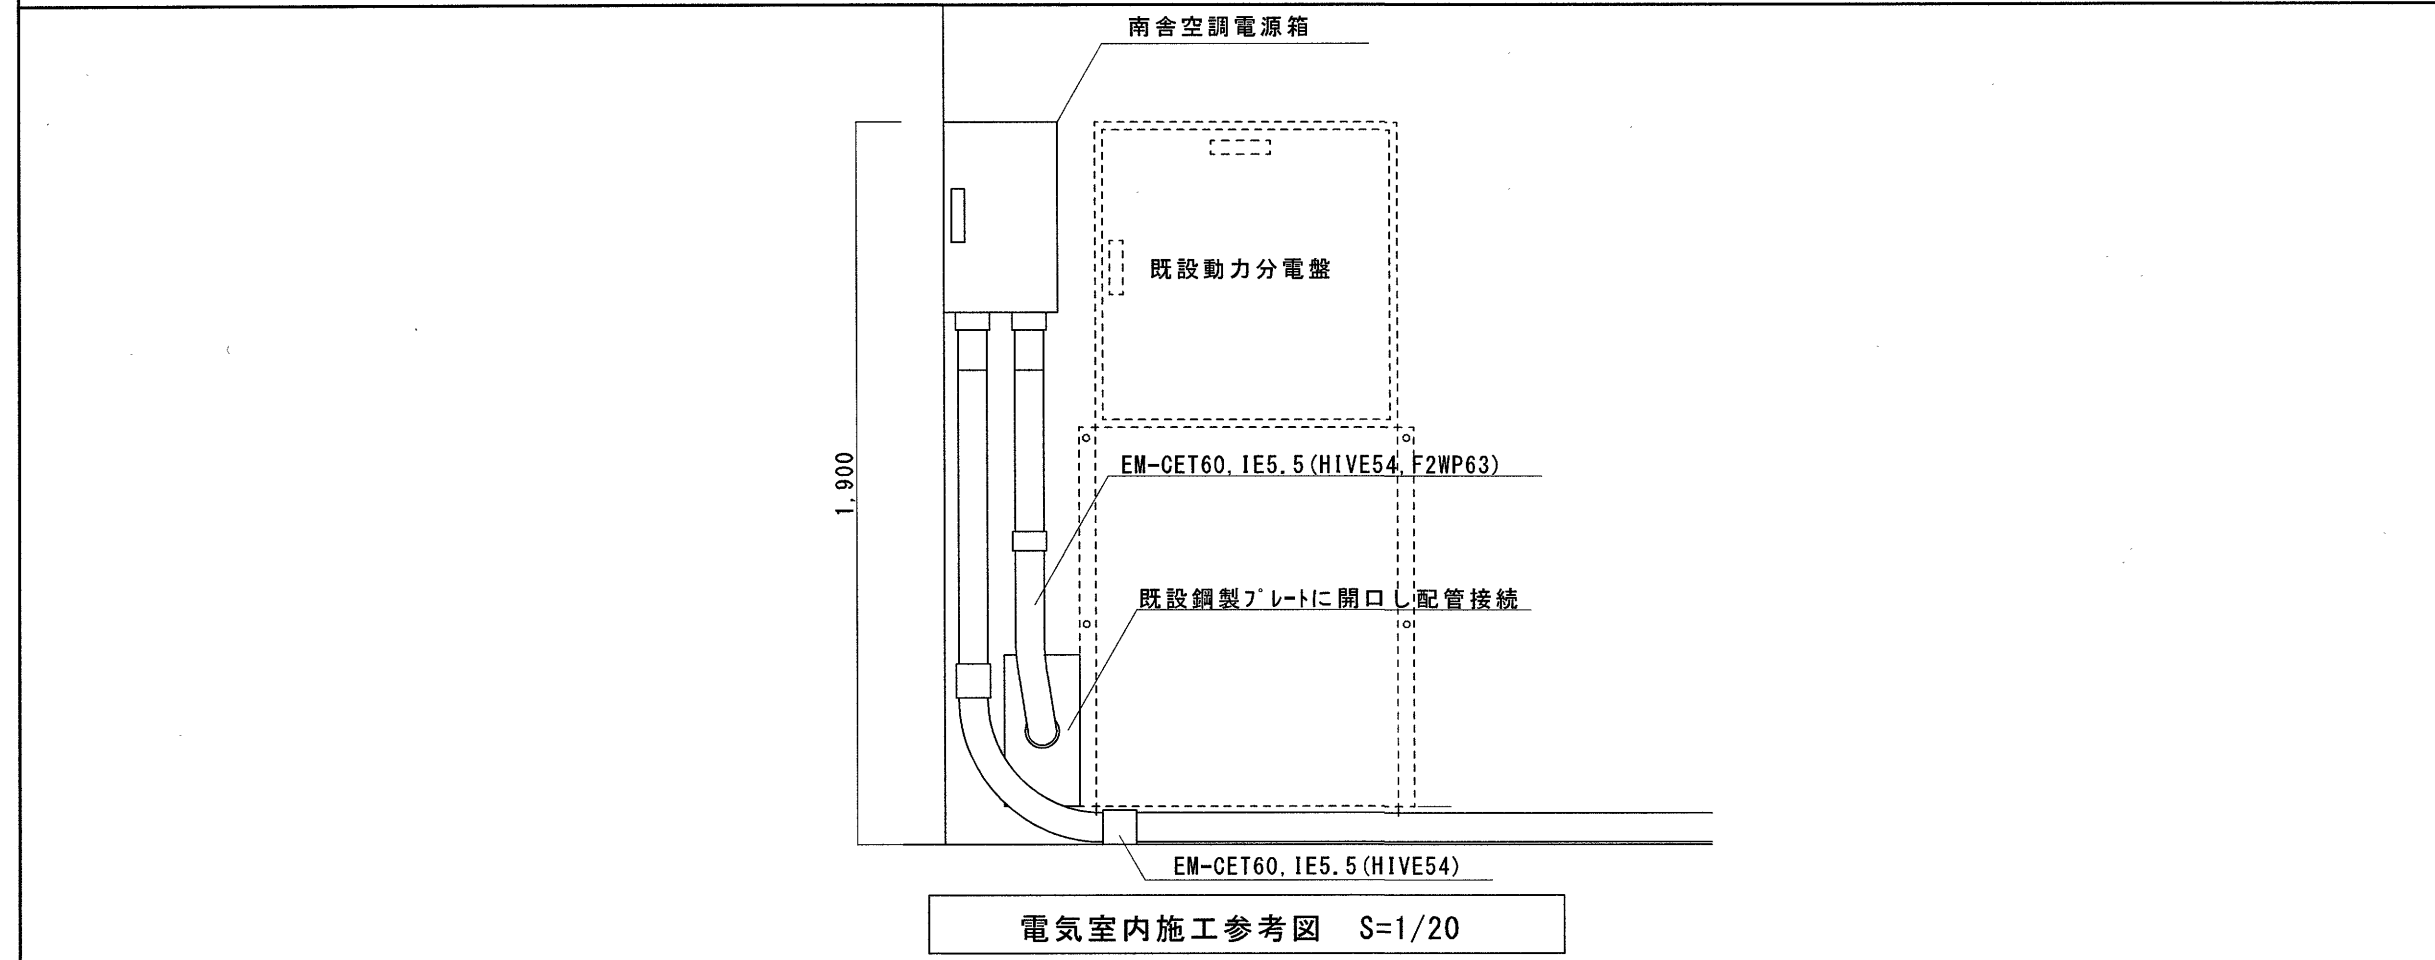 南舎空調電源箱
既設動力分電盤
1,900
EM-CET60,IE5.5(HIVE54,F2WP63)
既設鋼製プレートに開口し配管接続
EM-CET60,IE5.5(HIVE54)
電気室内施工参考図 S=1/20